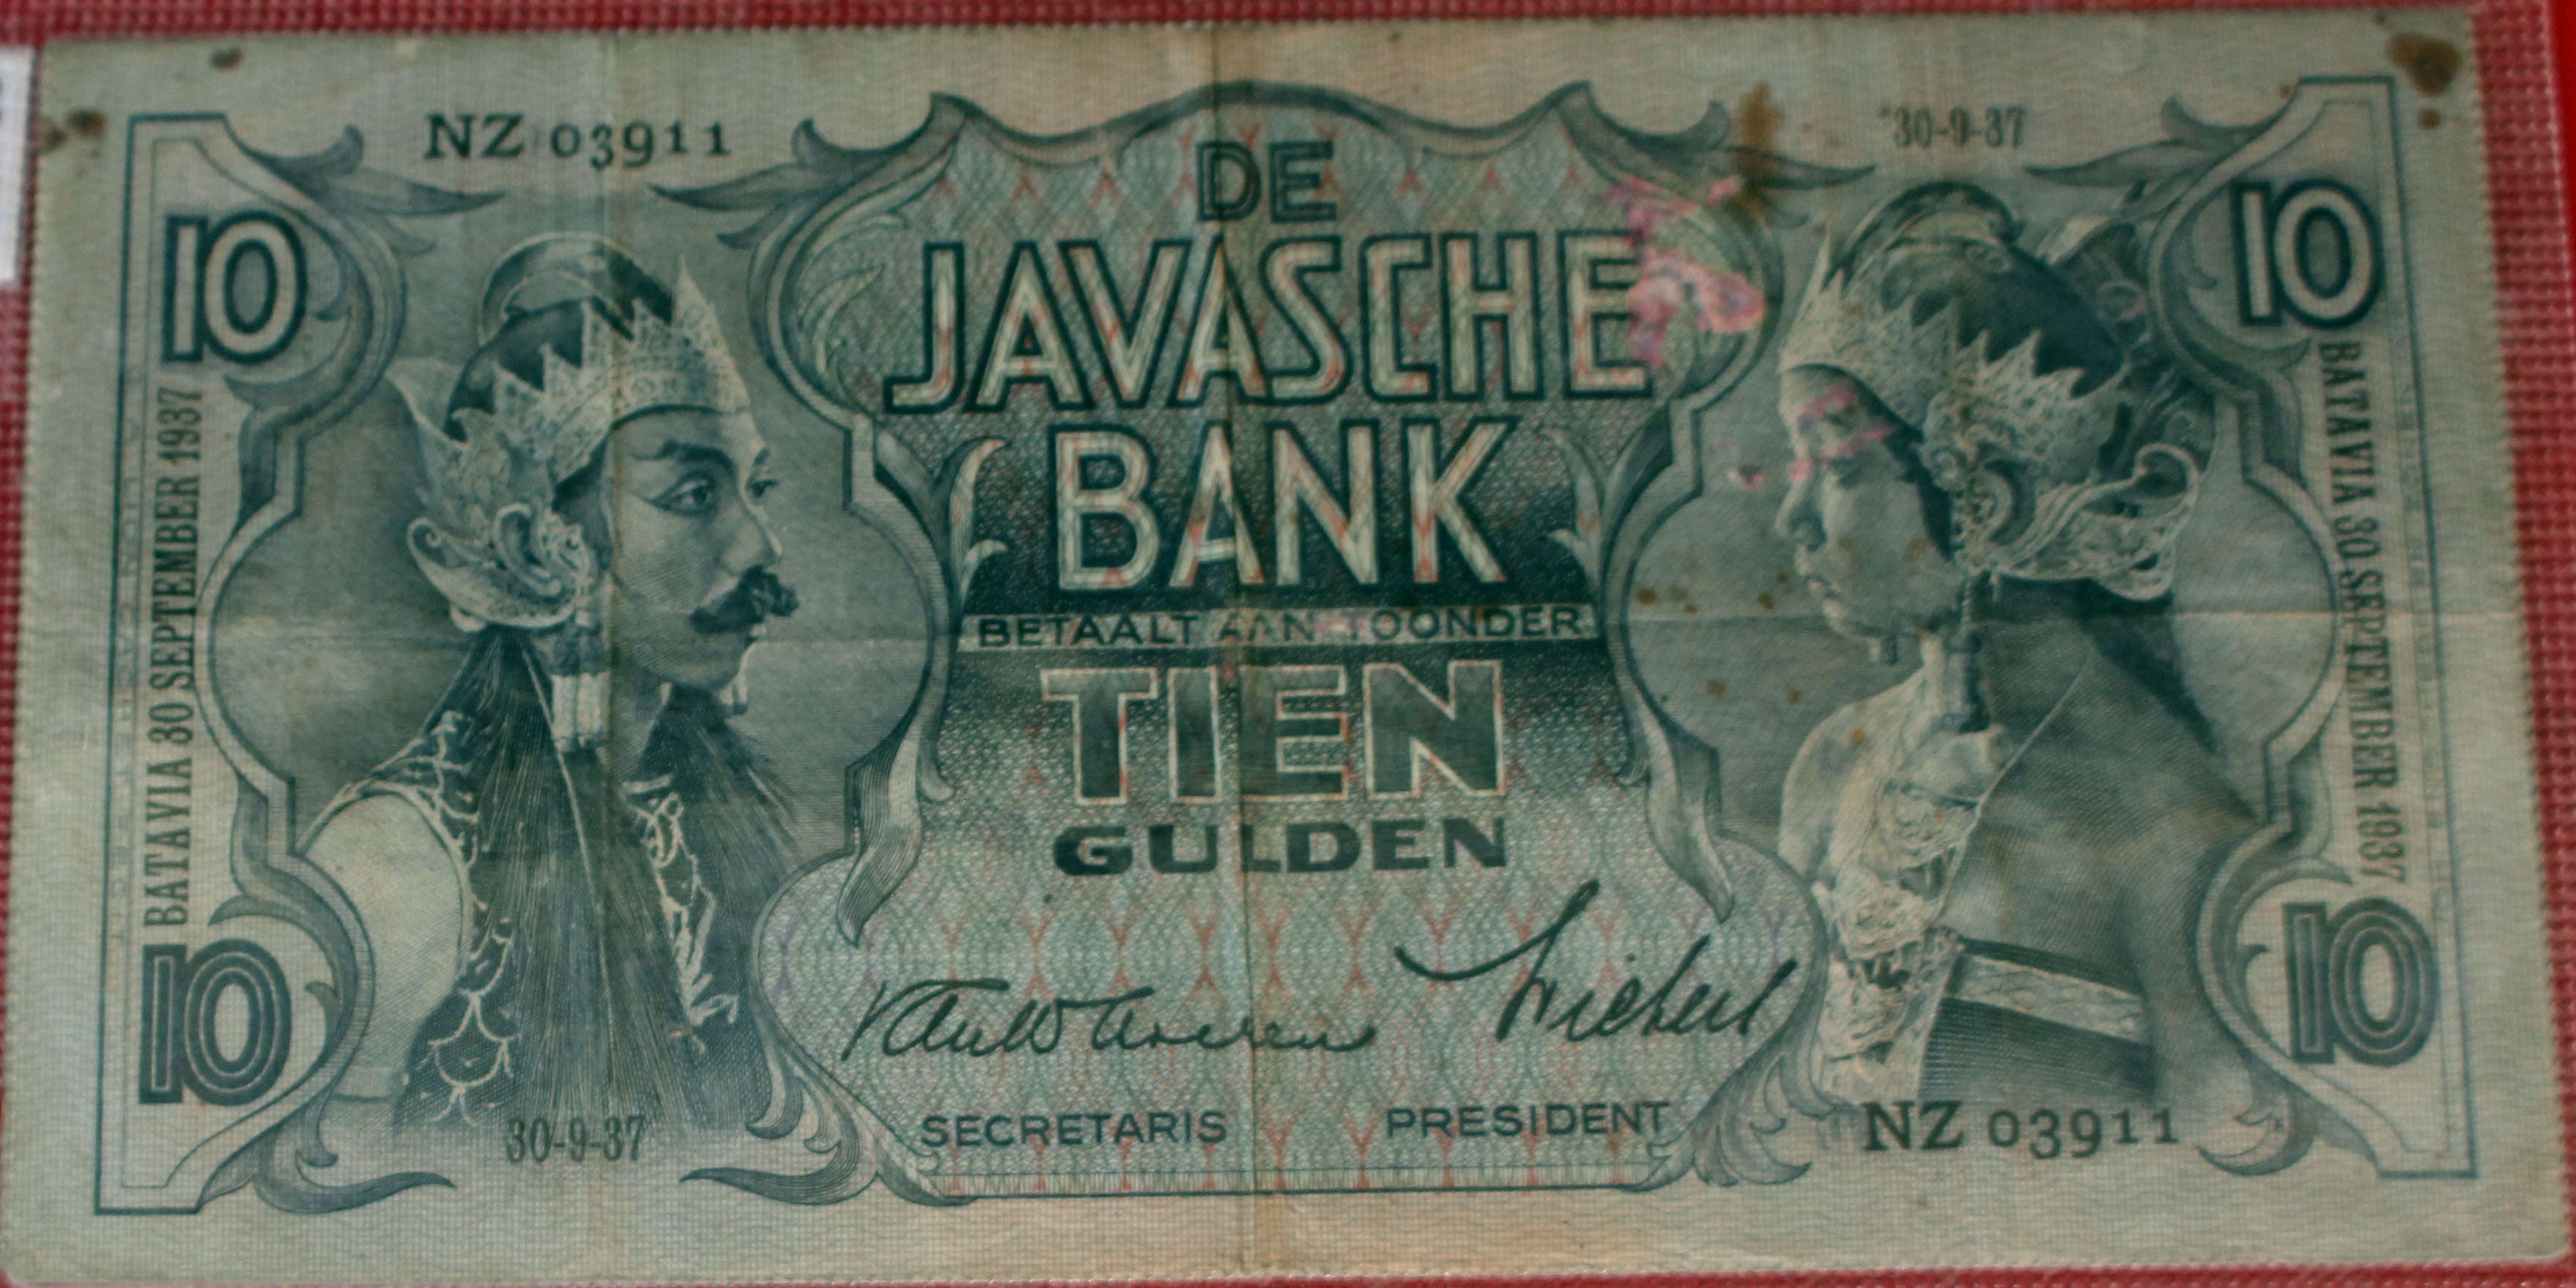 NZ 03911
30-9-37
10
10
BATAVIA 30 SEPTEMBER 1937
BATAVIA 30 SEPTEMBER 1937
DE
JAVASCHE
BANK
BETAALT AAN TOONDER
TIEN
GULDEN
10
10
SECRETARIS
PRESIDENT
30-9-37
NZ 03911